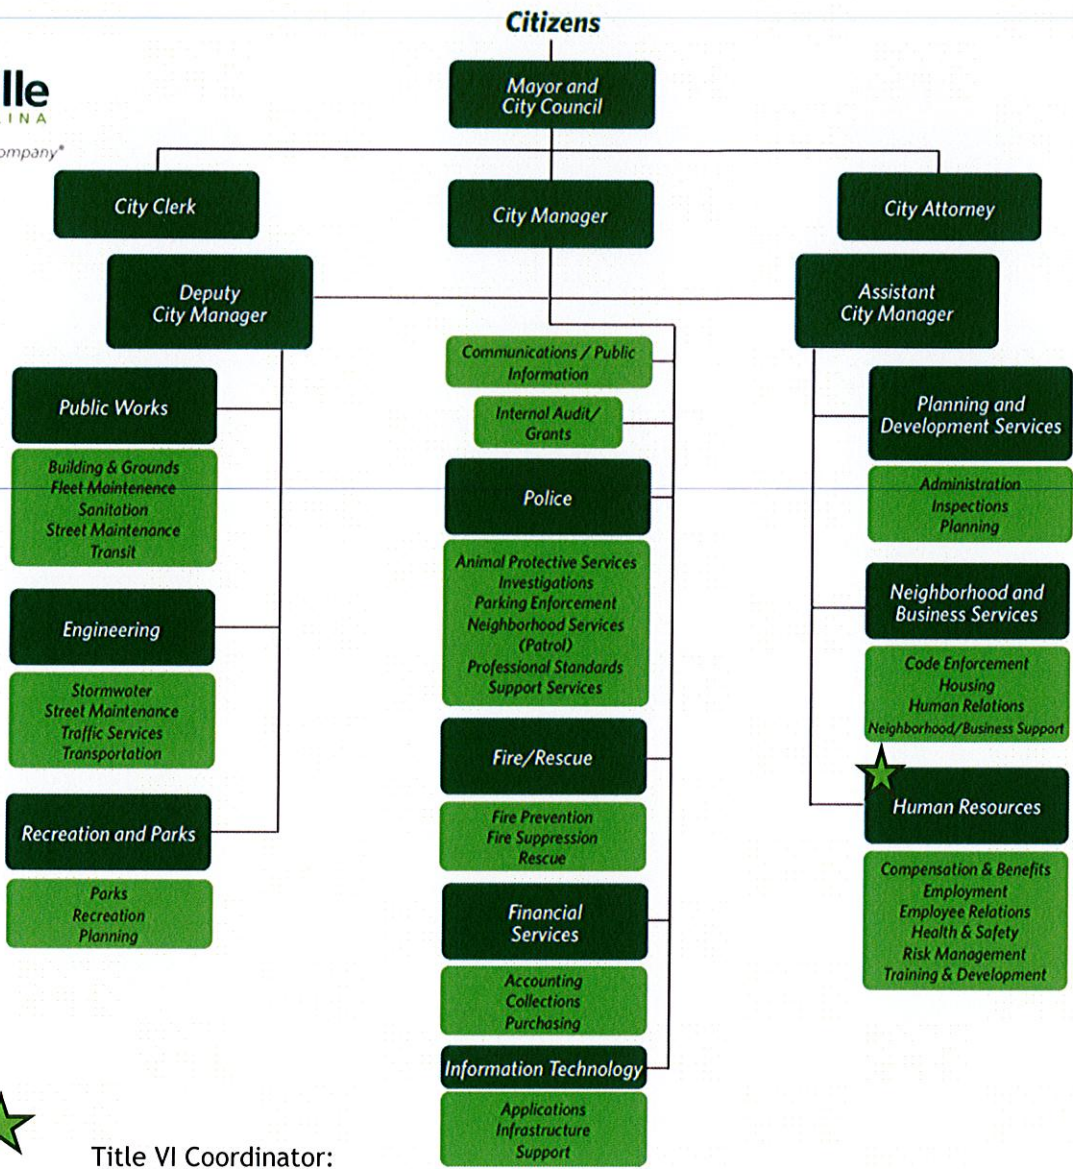 Citizens
lle
LINA
ompany®
Mayor and
City Council
City Clerk
City Manager
City Attorney
Deputy
City Manager
Assistant
City Manager
Public Works
Building & Grounds
Fleet Maintenence
Sanitation
Street Maintenance
Transit
Engineering
Stormwater
Street Maintenance
Traffic Services
Transportation
Recreation and Parks
Parks
Recreation
Planning
Communications / Public
Information
Internal Audit/
Grants
Police
Animal Protective Services
Investigations
Parking Enforcement
Neighborhood Services
(Patrol)
Professional Standards
Support Services
Fire/Rescue
Fire Prevention
Fire Suppression
Rescue
Financial
Services
Accounting
Collections
Purchasing
Information Technology
Applications
Infrastructure
Support
Planning and
Development Services
Administration
Inspections
Planning
Neighborhood and
Business Services
Code Enforcement
Housing
Human Relations
Neighborhood/Business Support
Human Resources
Compensation & Benefits
Employment
Employee Relations
Health & Safety
Risk Management
Training & Development
Title VI Coordinator: